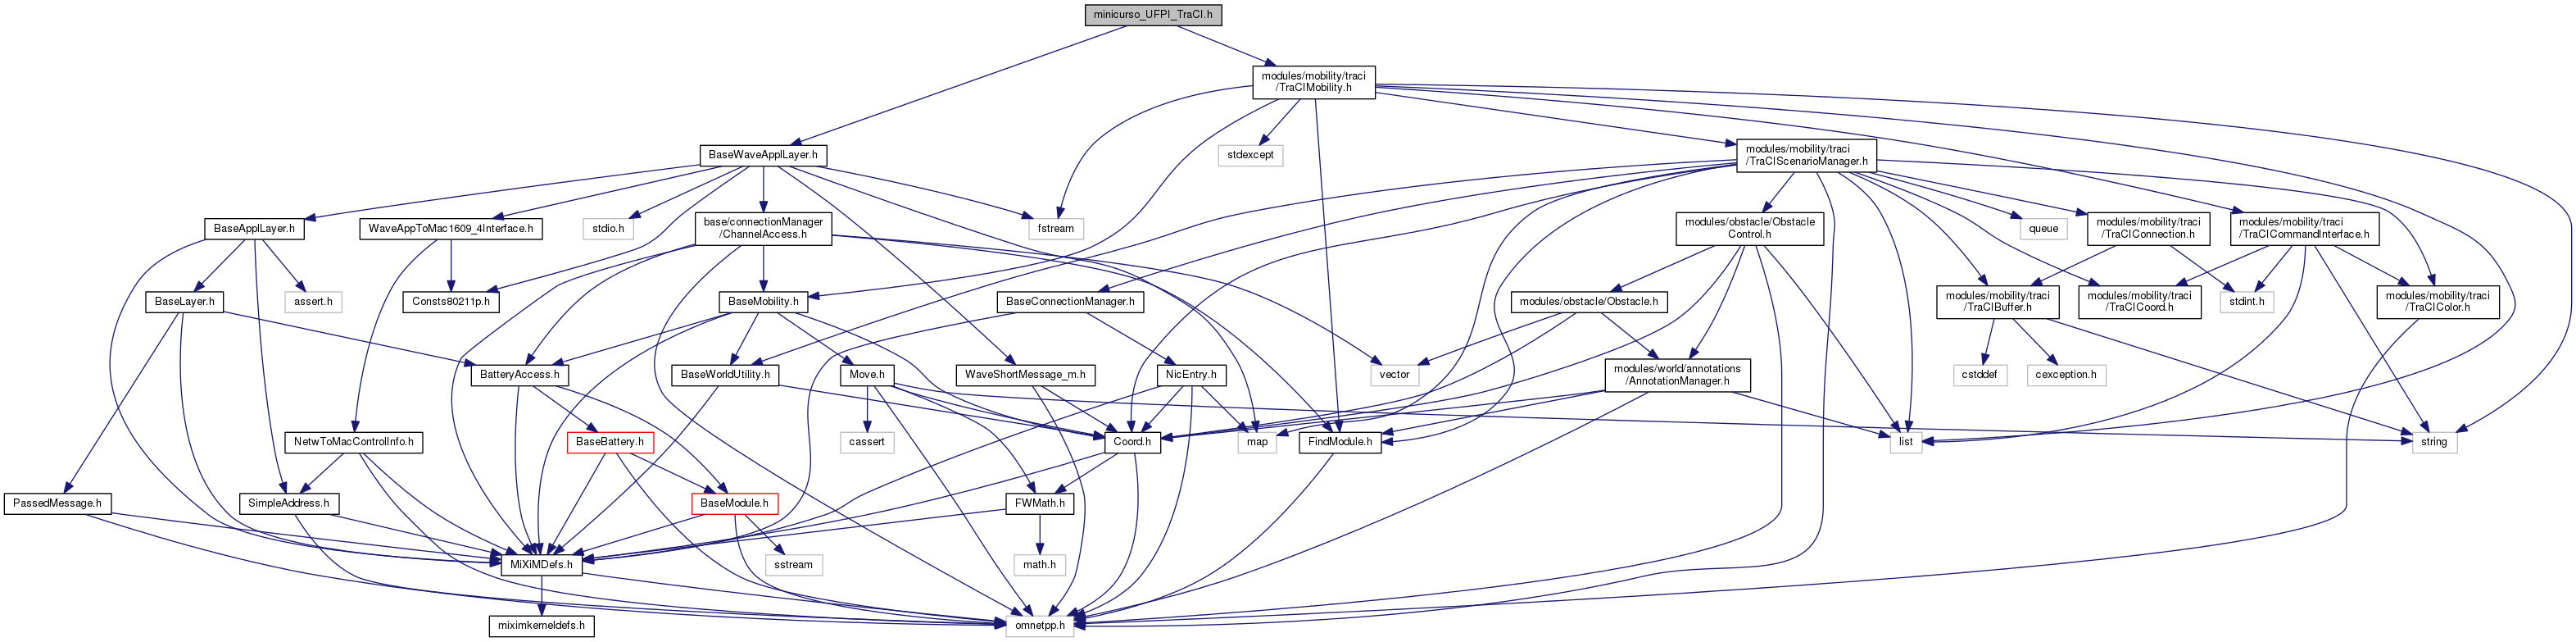 minicurso_UFPI_TraCI.h
modules/mobility/traci
/TraCIMobility.h
BaseWaveApplLayer.h
stdexcept
modules/mobility/traci
/TraCIScenarioManager.h
BaseApplLayer.h
WaveAppToMac1609_4Interface.h
stdio.h
base/connectionManager
/ChannelAccess.h
fstream
modules/obstacle/Obstacle
Control.h
queue
modules/mobility/traci
/TraCIConnection.h
modules/mobility/traci
/TraCICommandInterface.h
BaseLayer.h
assert.h
Consts80211p.h
BaseMobility.h
BaseConnectionManager.h
modules/obstacle/Obstacle.h
modules/mobility/traci
/TraCIBuffer.h
modules/mobility/traci
/TraCICoord.h
stdint.h
modules/mobility/traci
/TraCIColor.h
BatteryAccess.h
BaseWorldUtility.h
Move.h
WaveShortMessage_m.h
NicEntry.h
vector
modules/world/annotations
/AnnotationManager.h
cstddef
cexception.h
NetwToMacControlInfo.h
BaseBattery.h
cassert
Coord.h
map
FindModule.h
list
string
PassedMessage.h
SimpleAddress.h
BaseModule.h
FWMath.h
MiXiMDefs.h
sstream
math.h
miximkerneldefs.h
omnetpp.h